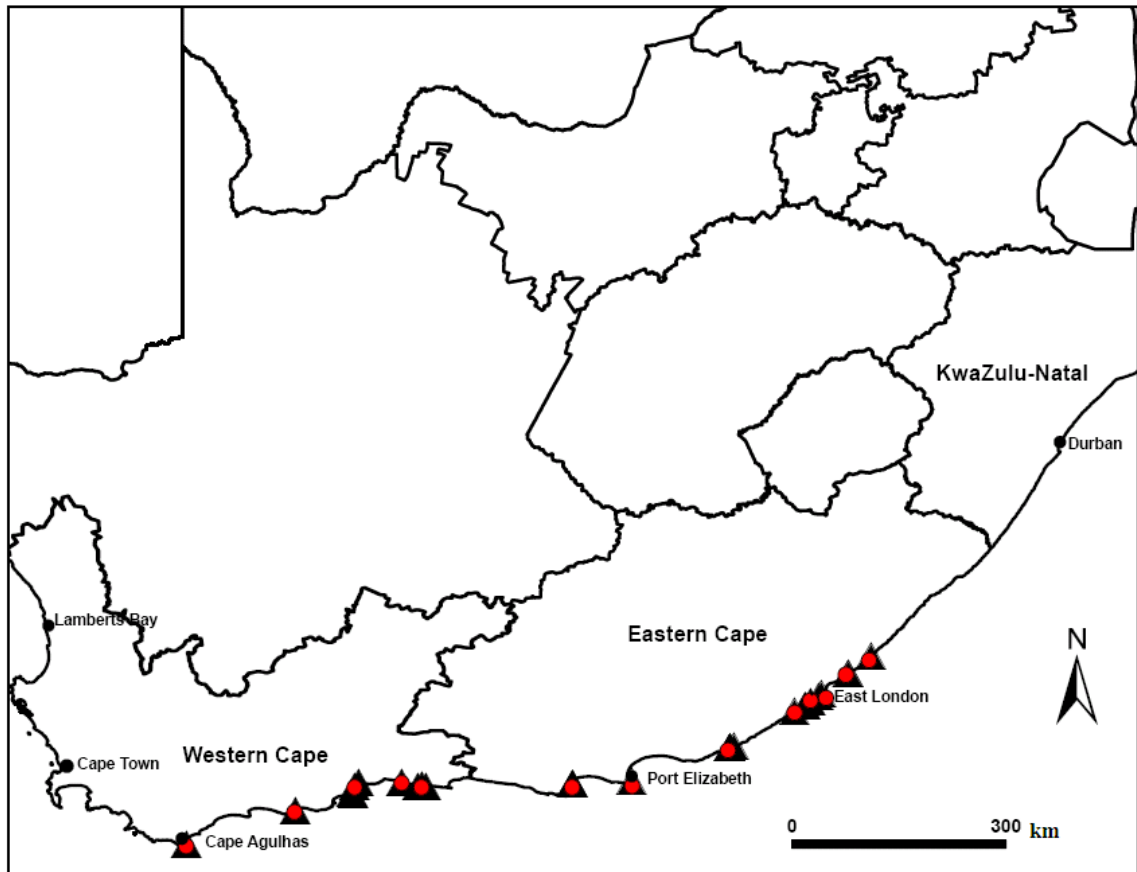 KwaZulu-Natal
Durban
Lamberts Bay
Eastern Cape
N
East London
Western Cape
Cape Town
Port Elizabeth
0 300 km
Cape Agulhas